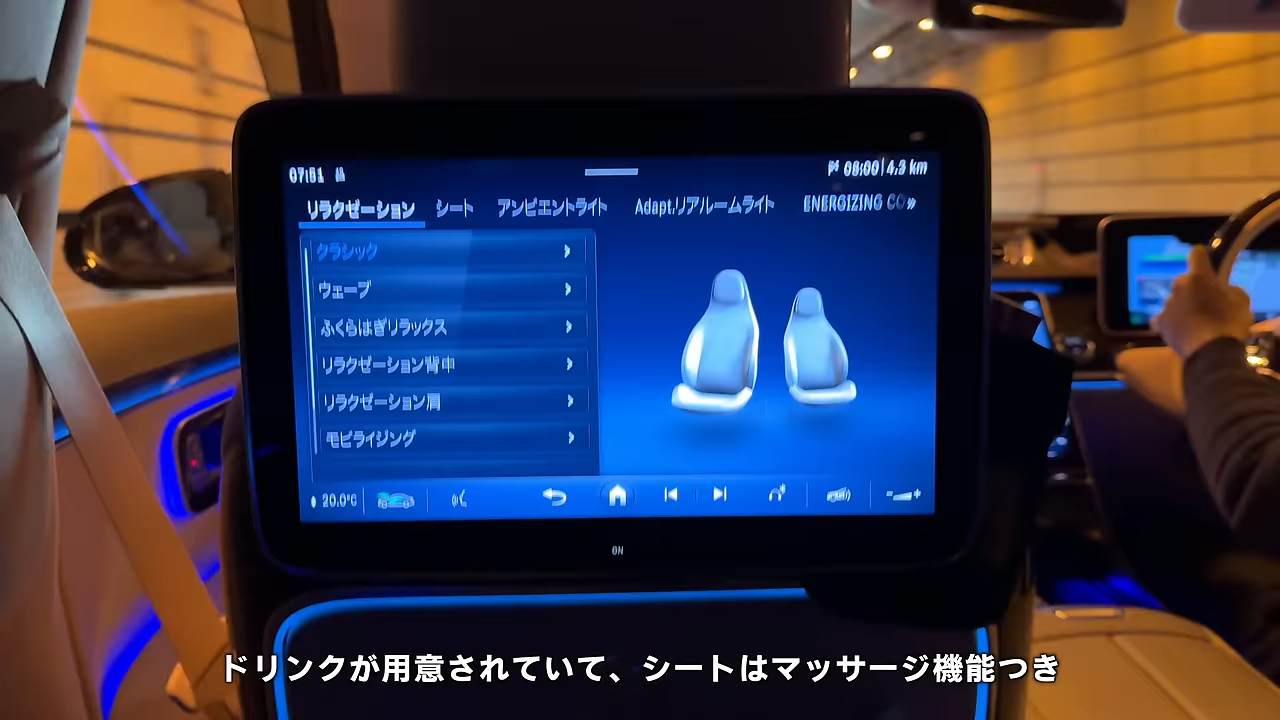 07:51
08:00 | 4.3 km
リラクゼーション シート アンビエントライト Adapt.リアルームライト ENERGIZING CO»
クラシック
ウェーブ
ふくらはぎリラックス
リラクゼーション背中
リラクゼーション肩
モビライジング
20.0°C
ON
ドリンクが用意されていて、シートはマッサージ機能つき